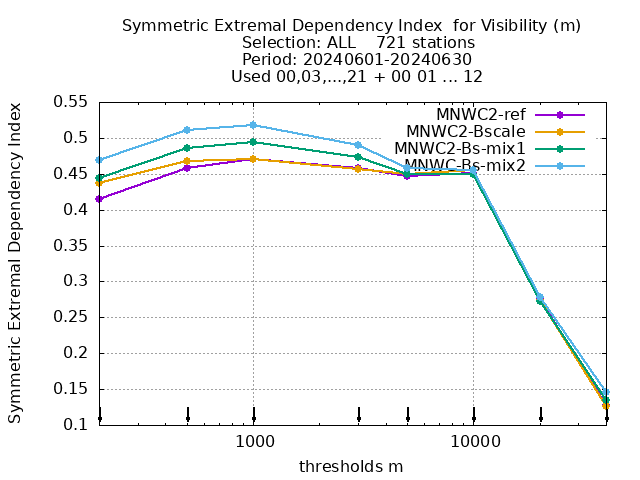 Symmetric Extremal Dependency Index  for Visibility (m)
Selection: ALL    721 stations
Period: 20240601-20240630
Used 00,03,...,21 + 00 01 ... 12
Symmetric Extremal Dependency Index
0.55
0.5
0.45
0.4
0.35
0.3
0.25
0.2
0.15
0.1
MNWC2-ref
MNWC2-Bscale
MNWC2-Bs-mix1
MNWC-Bs-mix2
1000
10000
thresholds m